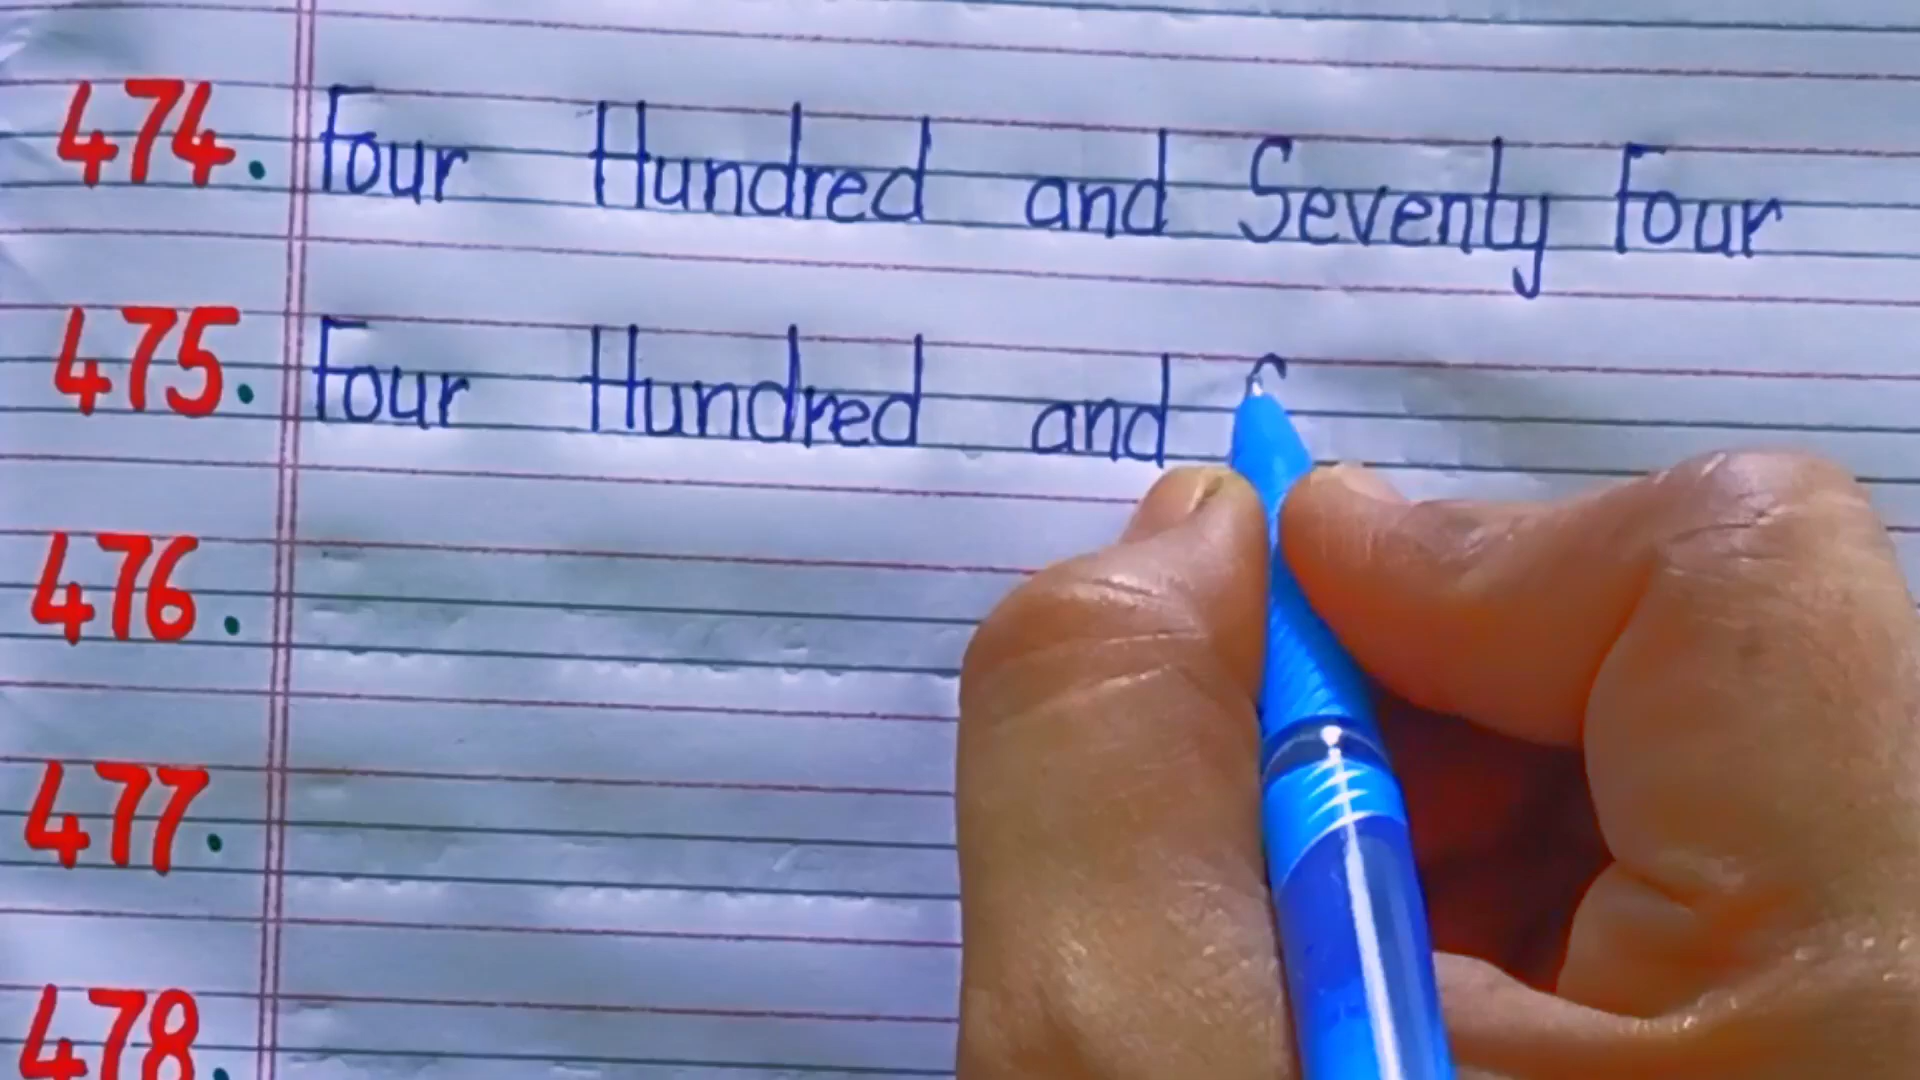 474. Four Hundred and Seventy Four
475. Four Hundred and
476.
477.
478.